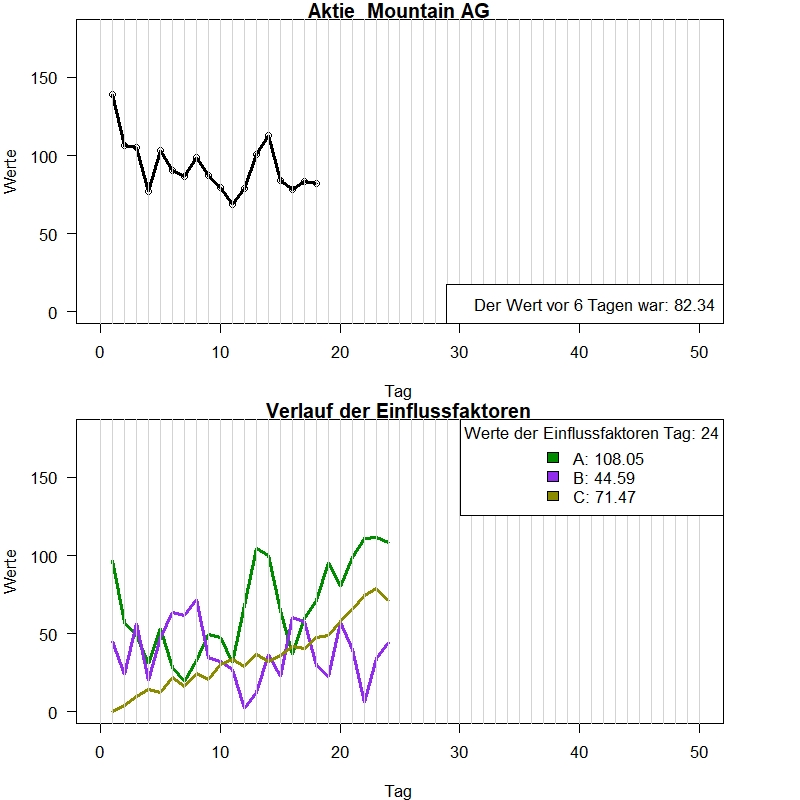 Aktie  Mountain AG
Werte
150
100
50
0
Der Wert vor 6 Tagen war: 82.34
0 10 20 30 40 50
Tag
Verlauf der Einflussfaktoren
Werte
150
100
50
0
Werte der Einflussfaktoren Tag: 24
A: 108.05
B: 44.59
C: 71.47
0 10 20 30 40 50
Tag